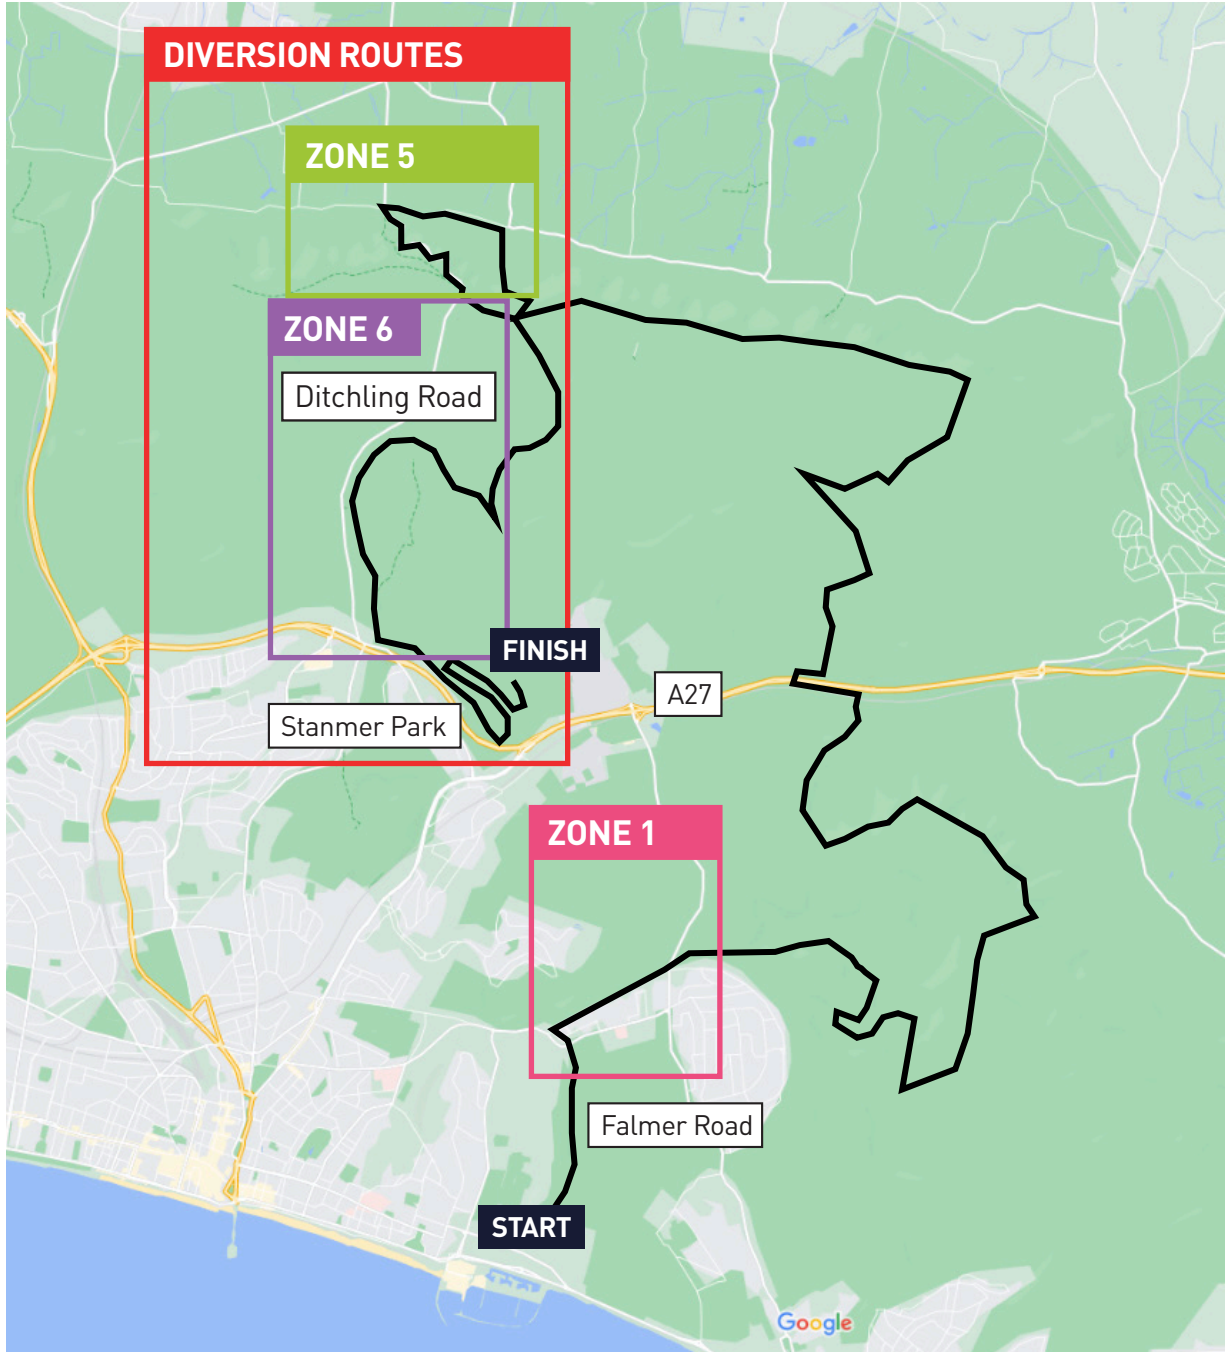 DIVERSION ROUTES
ZONE 5
ZONE 6
Ditchling Road
FINISH
A27
Stanmer Park
ZONE 1
Falmer Road
START
Google